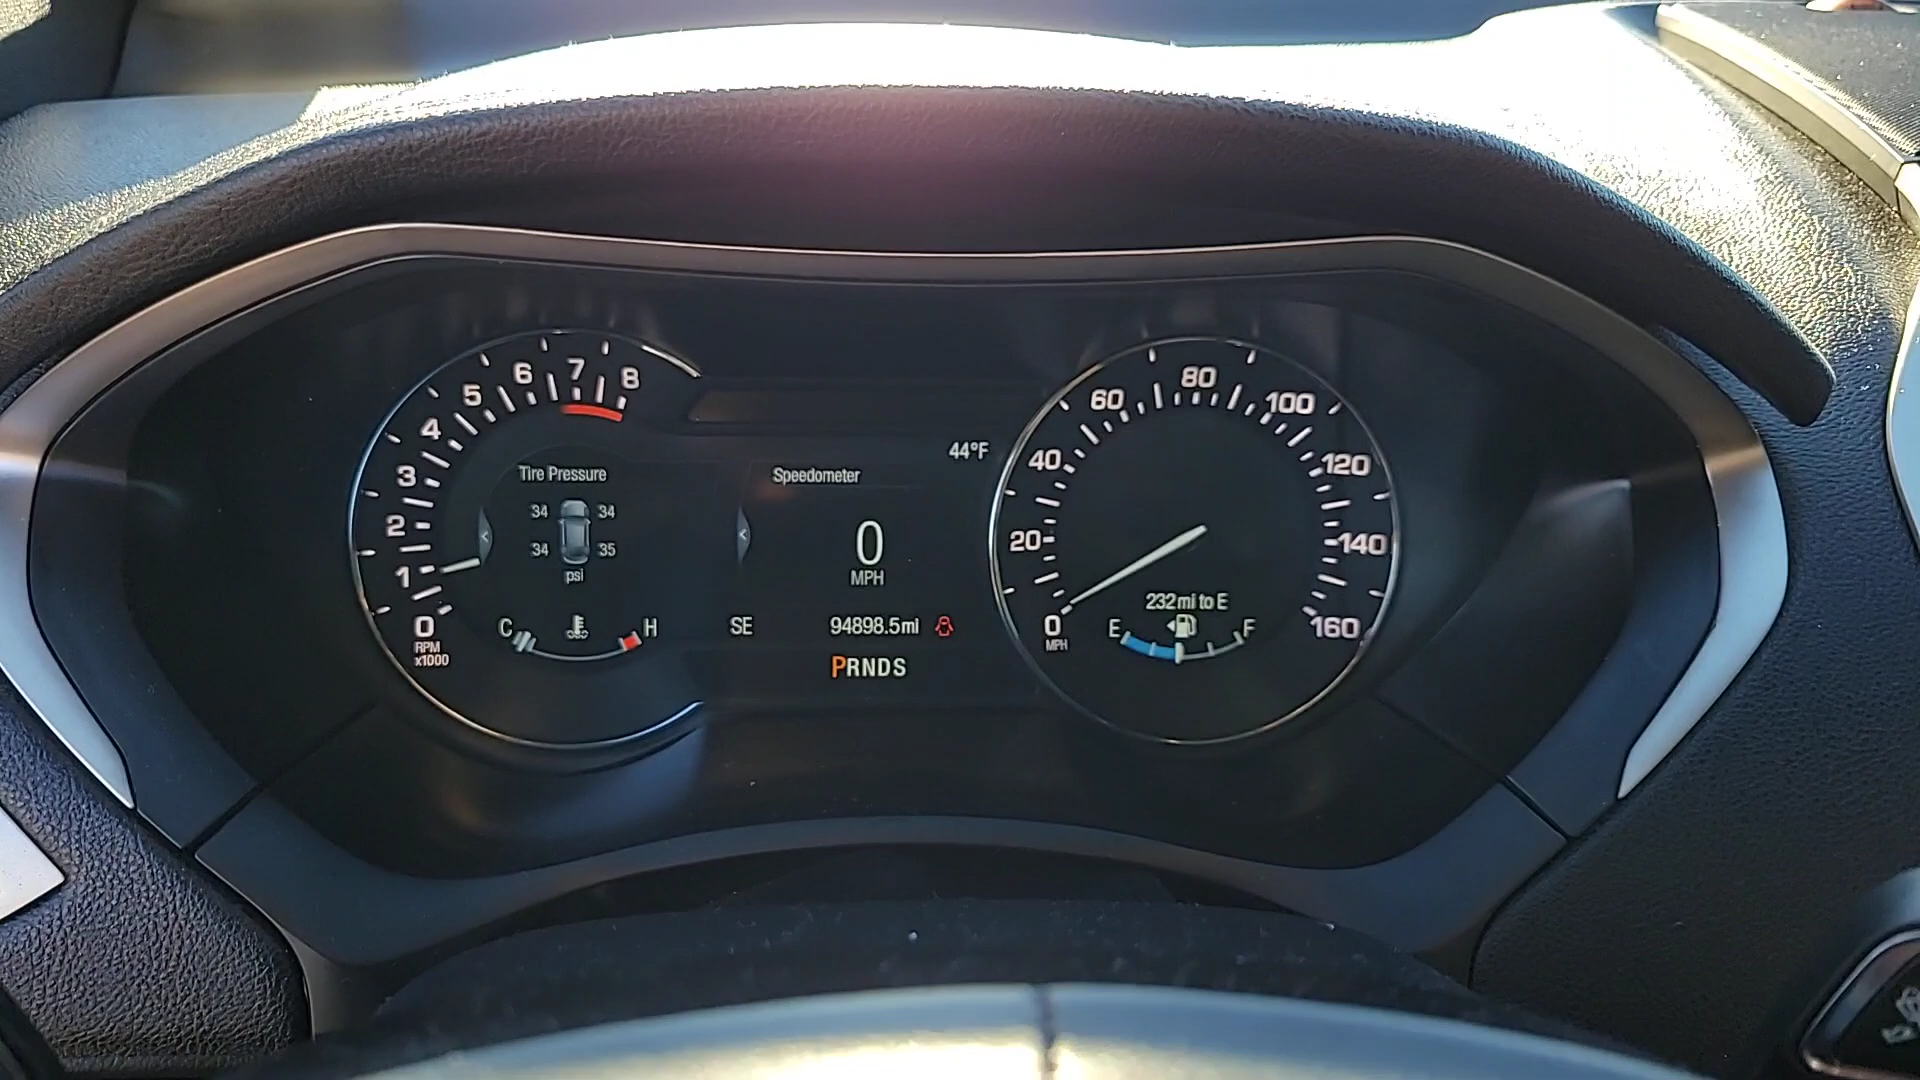 0 1 2 3 4 5 6 7 8
RPM
x1000
Tire Pressure
34 34
34 35
psi
C H
44°F
Speedometer
0
MPH
SE 94898.5mi
PRNDS
0 20 40 60 80 100 120 140 160
MPH
232 mi to E
E F